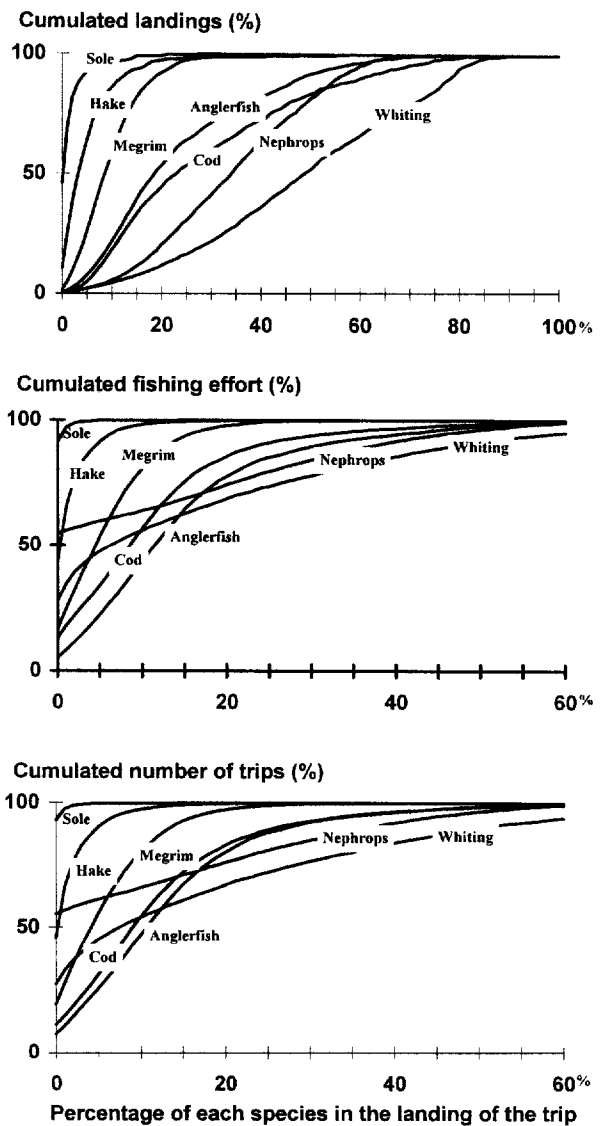 Cumulated landings (%)
100
Sole
Hake
Anglerfish
Whiting
Megrim
Nephrops
Cod
50
0
0 20 40 60 80 100%
Cumulated fishing effort (%)
100
Sole
Whiting
Megrim
Nephrops
Hake
Anglerfish
50
Cod
0
0 20 40 60%
Cumulated number of trips (%)
100
Sole
Nephrops
Whiting
Megrim
Hake
50
Anglerfish
Cod
0
0 20 40 60%
Percentage of each species in the landing of the trip